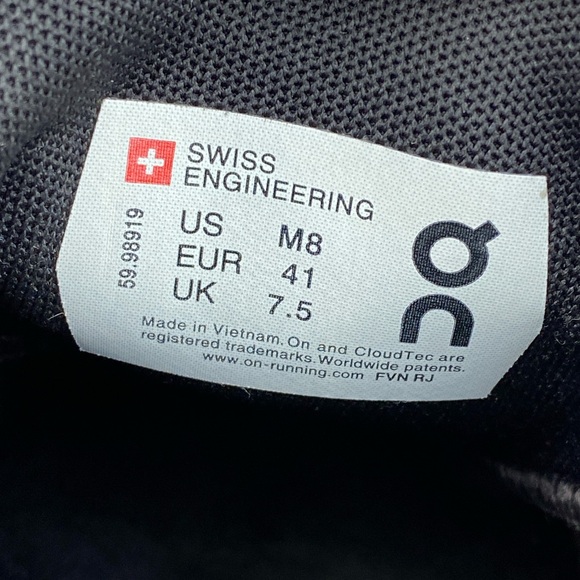 SWISS
ENGINEERING
59.98919
US M8
EUR 41
UK 7.5
Made in Vietnam. On and CloudTec are
registered trademarks. Worldwide patents.
www.on-running.com FVN RJ
On